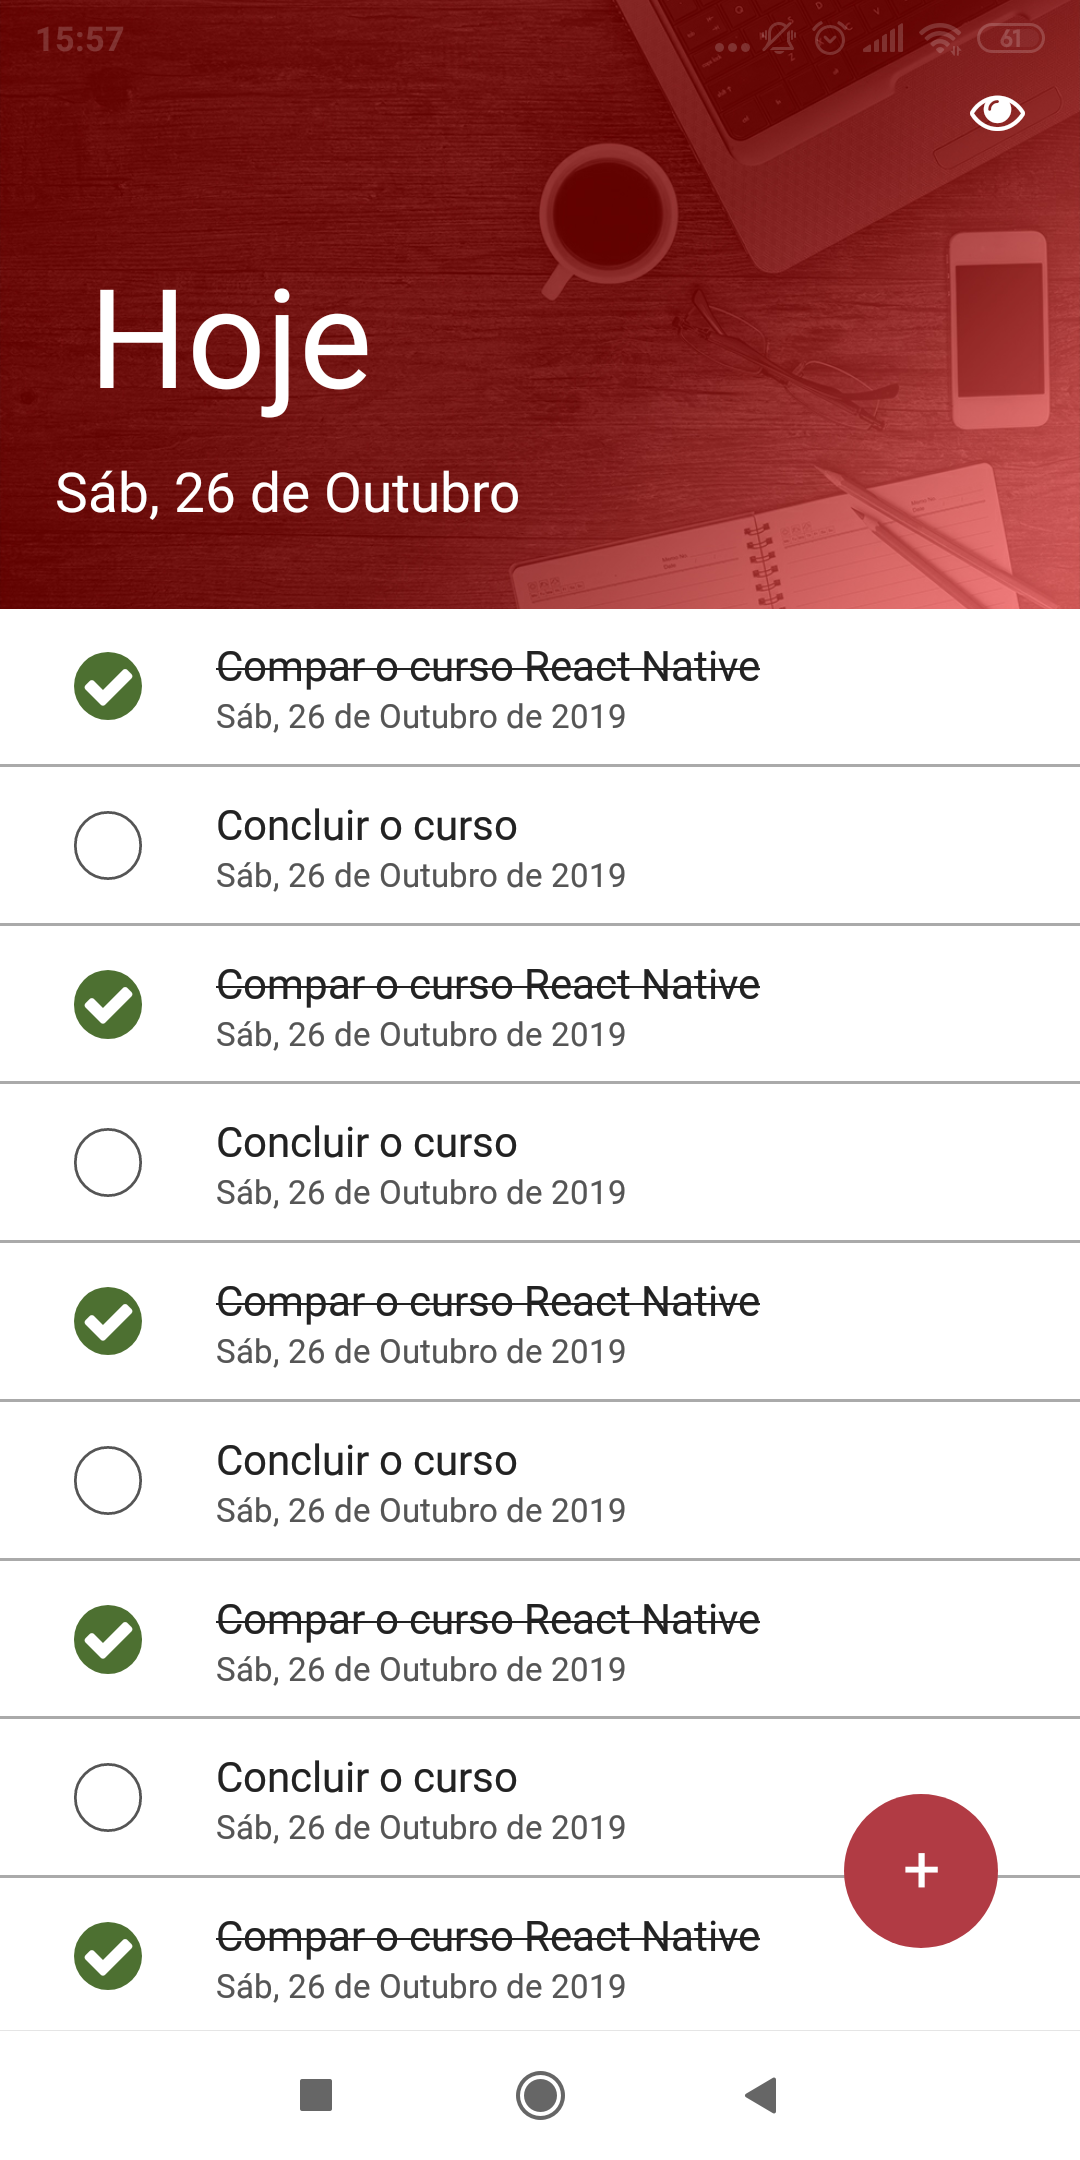 15:57
61
Hoje
Sáb, 26 de Outubro
Compar o curso React Native
Sáb, 26 de Outubro de 2019
Concluir o curso
Sáb, 26 de Outubro de 2019
Compar o curso React Native
Sáb, 26 de Outubro de 2019
Concluir o curso
Sáb, 26 de Outubro de 2019
Compar o curso React Native
Sáb, 26 de Outubro de 2019
Concluir o curso
Sáb, 26 de Outubro de 2019
Compar o curso React Native
Sáb, 26 de Outubro de 2019
Concluir o curso
Sáb, 26 de Outubro de 2019
+
Compar o curso React Native
Sáb, 26 de Outubro de 2019